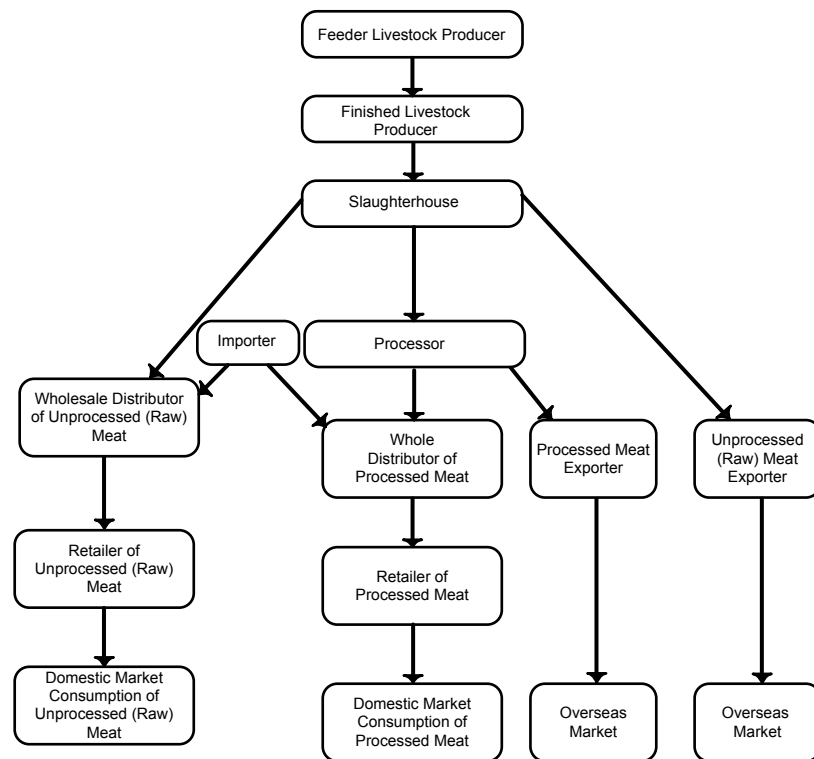 Feeder Livestock Producer
Finished Livestock
Producer
Slaughterhouse
Importer
Processor
Wholesale Distributor
of Unprocessed (Raw)
Meat
Whole
Distributor of
Processed Meat
Processed Meat
Exporter
Unprocessed
(Raw) Meat
Exporter
Retailer of
Unprocessed (Raw)
Meat
Retailer of
Processed Meat
Domestic Market
Consumption of
Unprocessed (Raw)
Meat
Domestic Market
Consumption of
Processed Meat
Overseas
Market
Overseas
Market